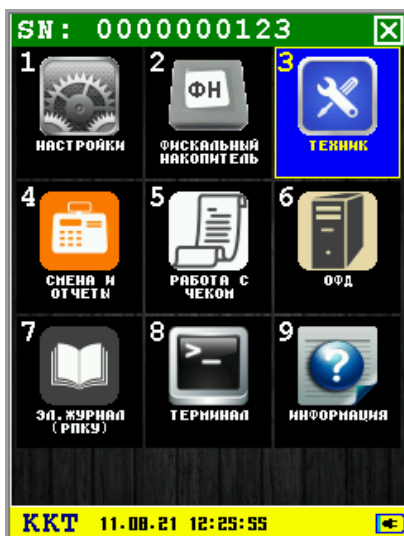 SN: 0000000123
1
2
ФН
3
НАСТРОЙКИ
ФИСКАЛЬНЫЙ
НАКОПИТЕЛЬ
ТЕХНИК
4
5
6
СМЕНА И
ОТЧЕТЫ
РАБОТА С
ЧЕКОМ
ОФД
7
8
>_
9
?
ЭЛ.ЖУРНАЛ
(РПКУ)
ТЕРМИНАЛ
ИНФОРМАЦИЯ
ККТ 11.08.21 12:25:55